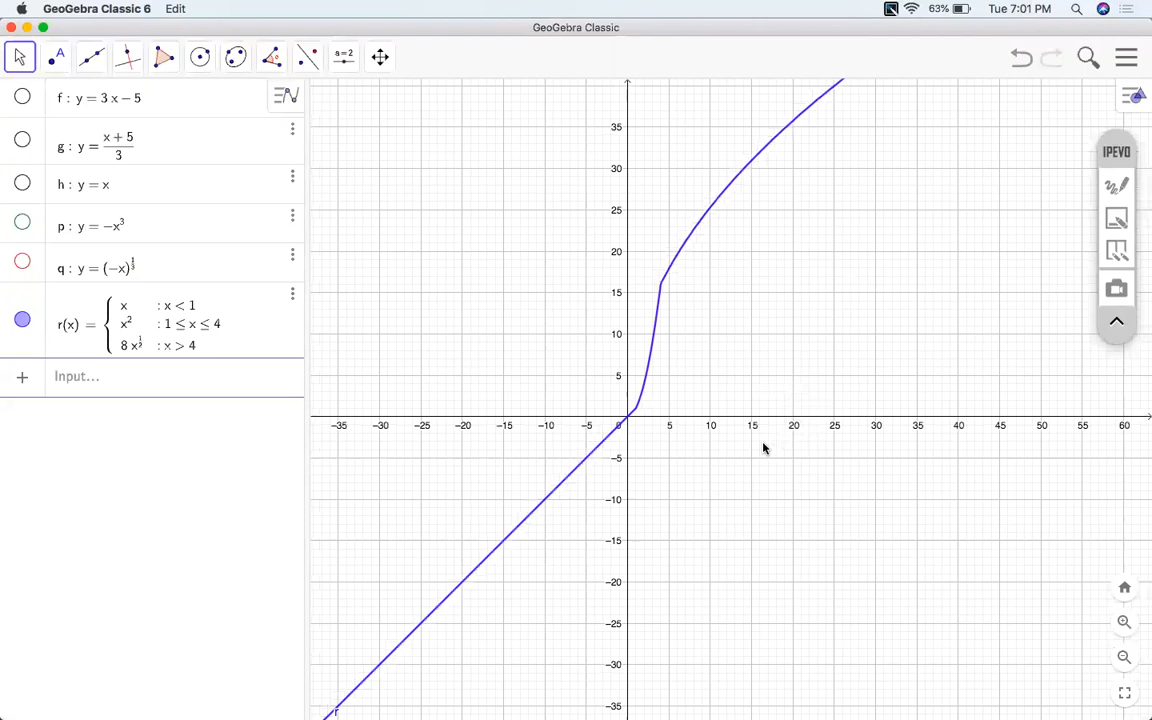 GeoGebra Classic 6 Edit 63% Tue 7:01 PM
GeoGebra Classic
A a=2
f : y = 3 x − 5
g : y = (x + 5)/3
h : y = x
p : y = −x³
q : y = (−x)^(1/3)
r(x) = { x : x < 1
x² : 1 ≤ x ≤ 4
8 x^(1/2) : x > 4
+ Input...
IPEVO
35
30
25
20
15
10
5
−35 −30 −25 −20 −15 −10 −5 0 5 10 15 20 25 30 35 40 45 50 55 60
−5
−10
−15
−20
−25
−30
−35
r